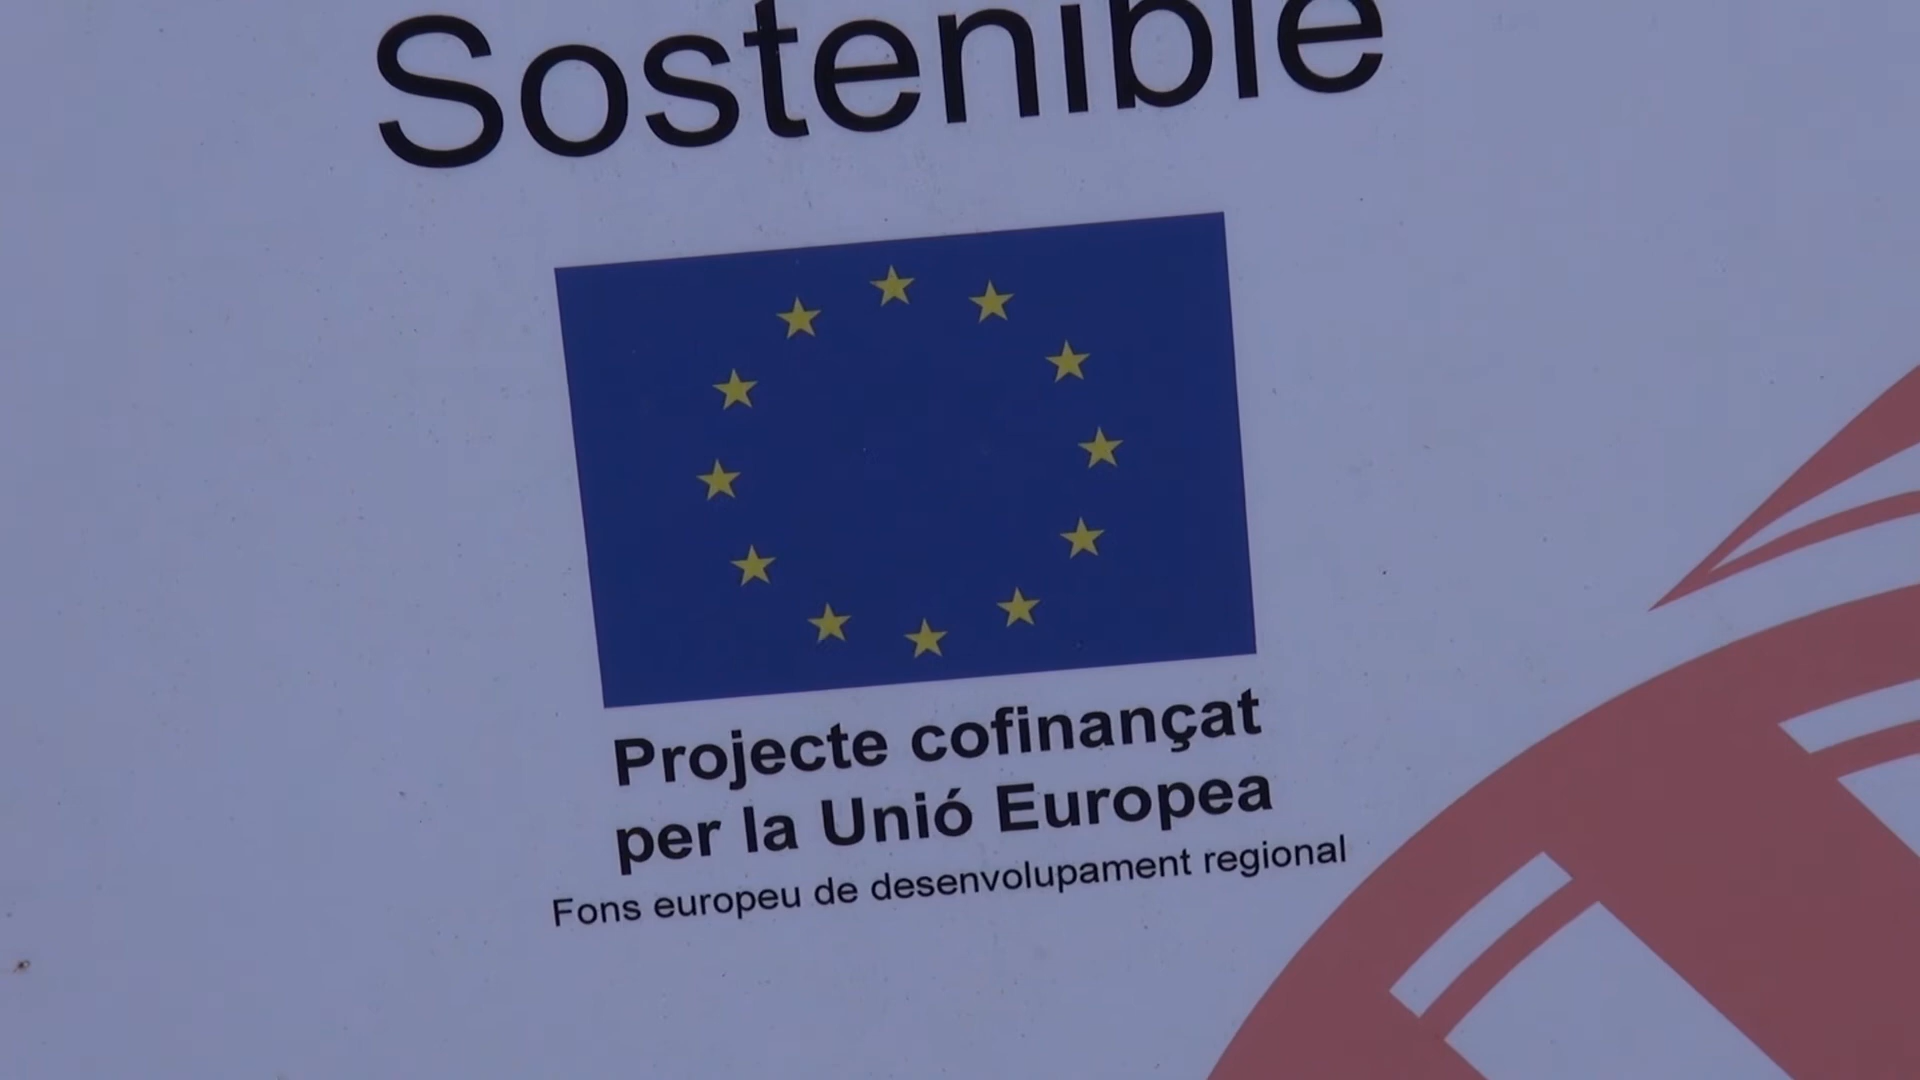 Sostenible
Projecte cofinançat
per la Unió Europea
Fons europeu de desenvolupament regional